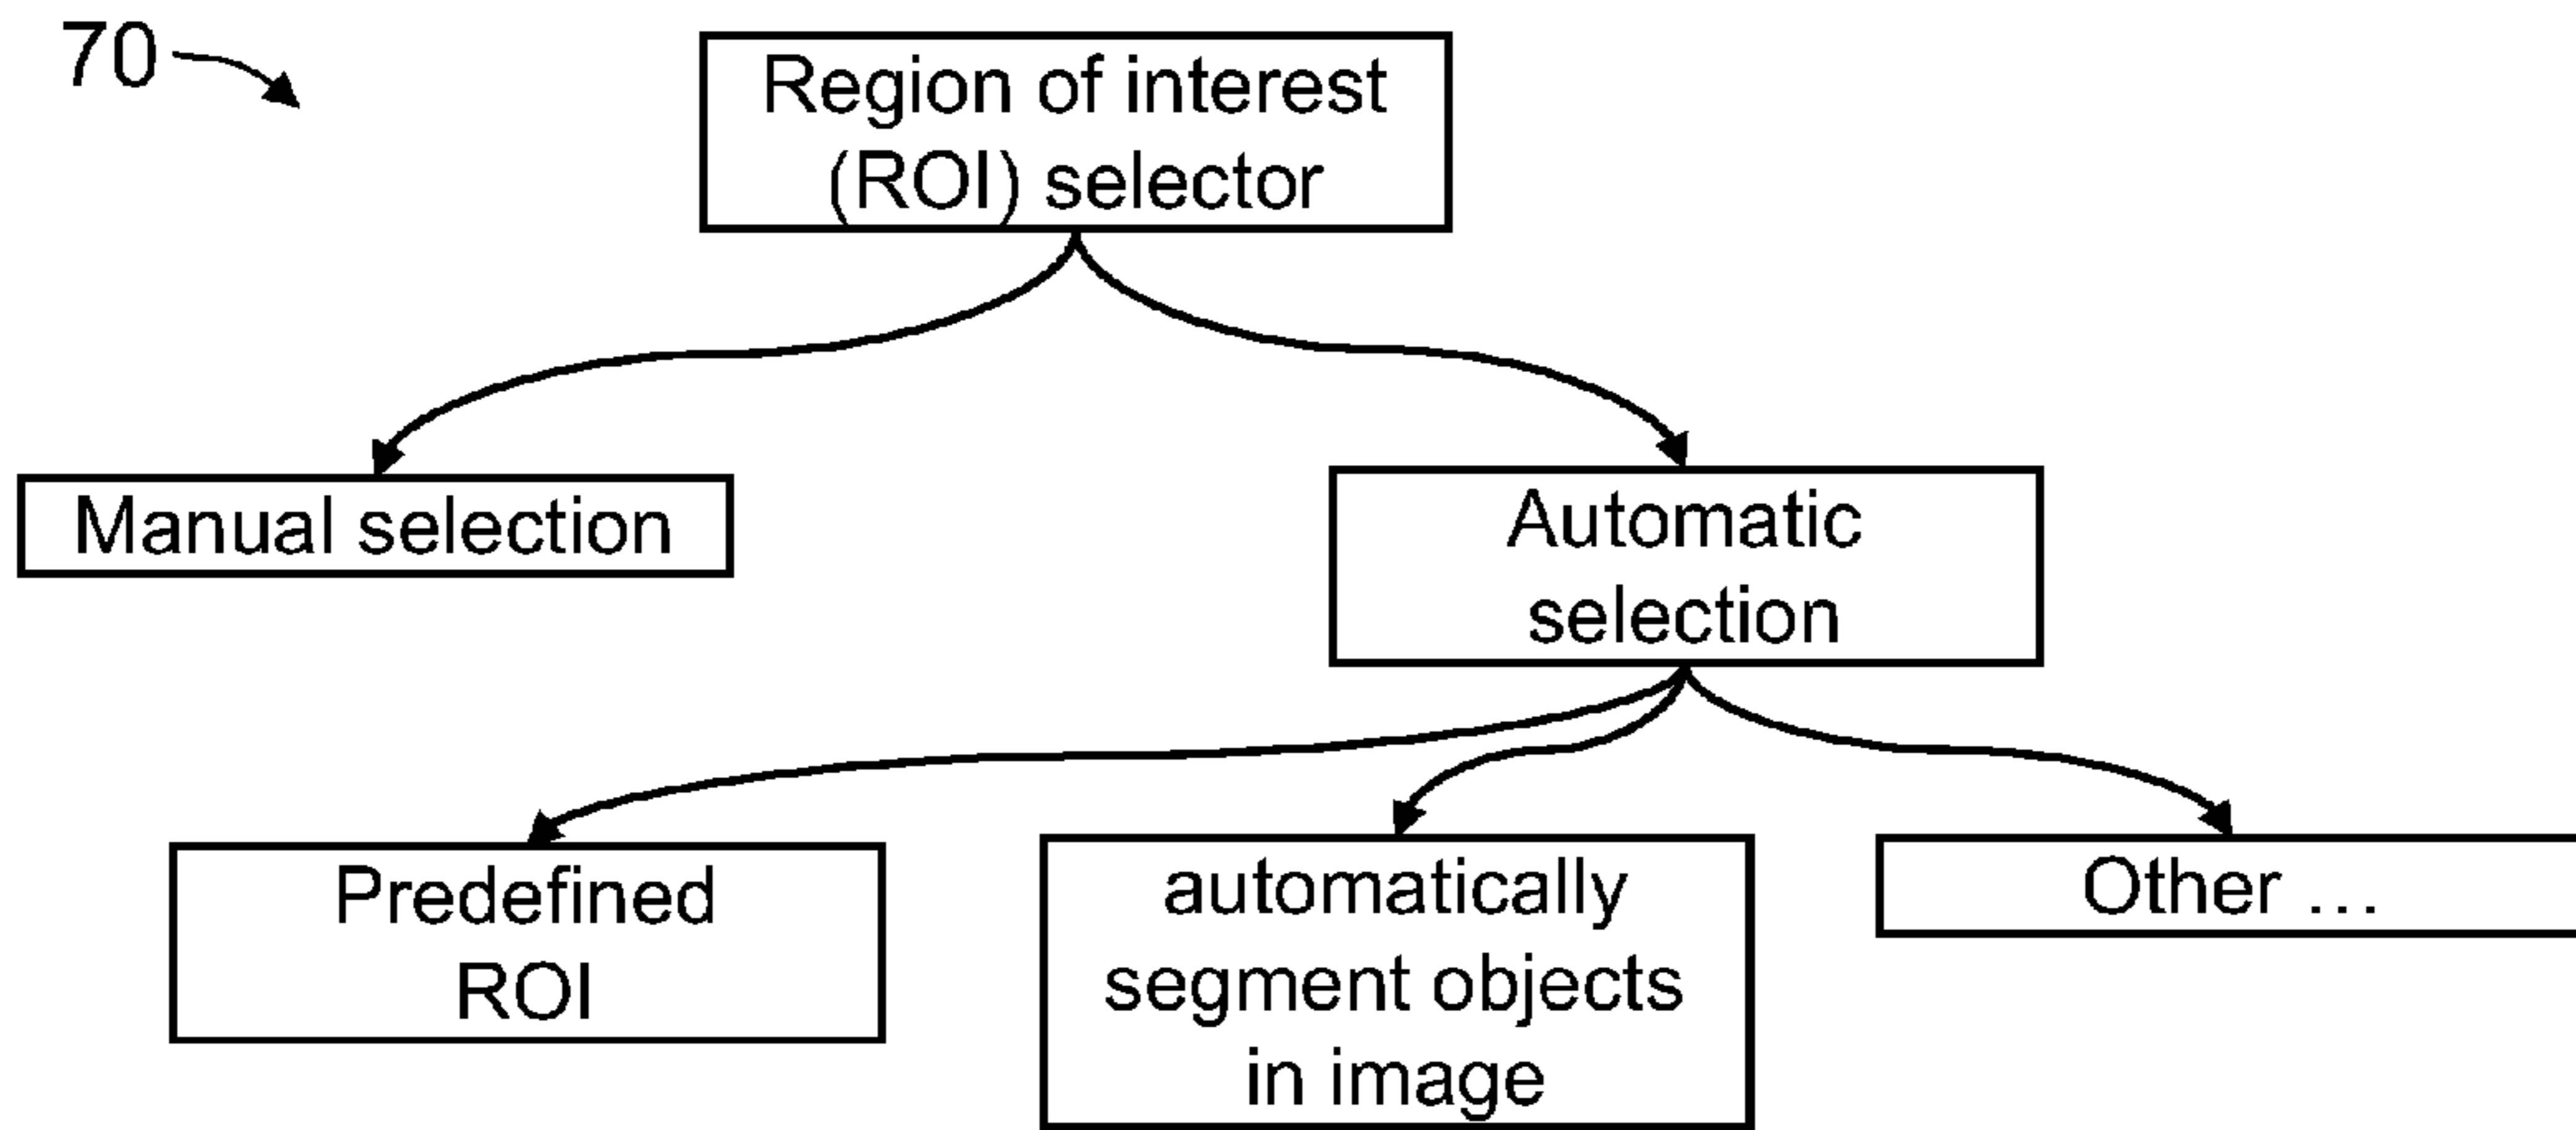 70
Region of interest
(ROI) selector
Manual selection
Automatic
selection
Predefined
ROI
automatically
segment objects
in image
Other …